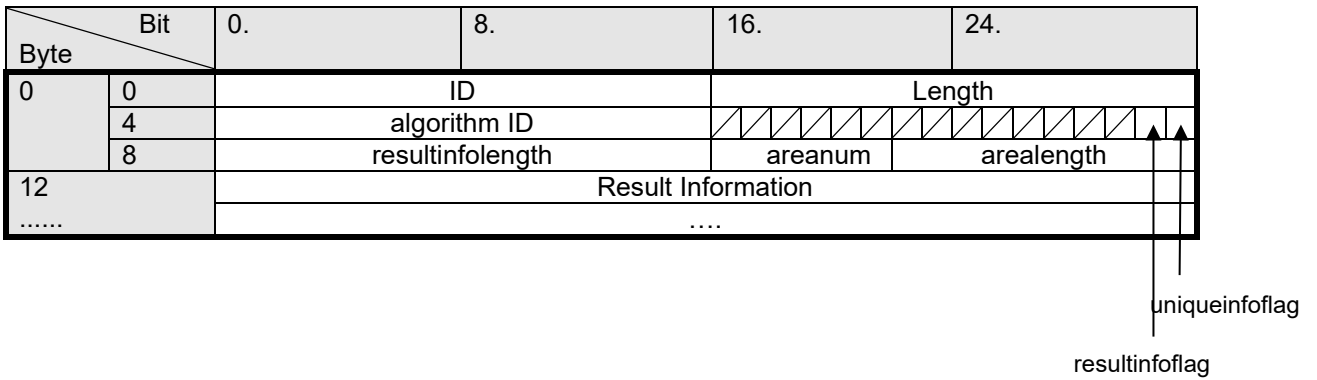 Bit 0. 8. 16. 24.
Byte
0 0 ID Length
4 algorithm ID
8 resultinfolength areanum arealength
12 Result Information
...... ....
uniqueinfoflag
resultinfoflag